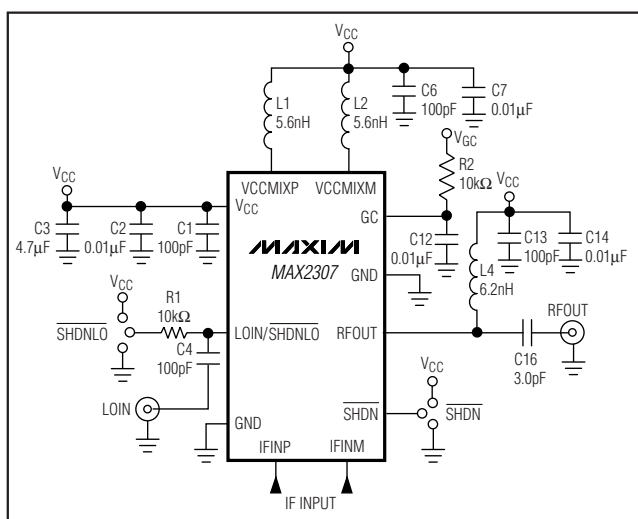 VCC
L1
5.6nH
L2
5.6nH
C6
100pF
C7
0.01μF
VGC
R2
10kΩ
VCC
VCC
C3
4.7μF
C2
0.01μF
C1
100pF
VCCMIXP
VCCMIXM
VCC
GC
C12
0.01μF
MAXIM
MAX2307
GND
L4
6.2nH
C13
100pF
C14
0.01μF
VCC
SHDNLO
R1
10kΩ
C4
100pF
LOIN/SHDNLO
RFOUT
RFOUT
C16
3.0pF
LOIN
GND
SHDN
VCC
SHDN
IFINP
IFINM
IF INPUT